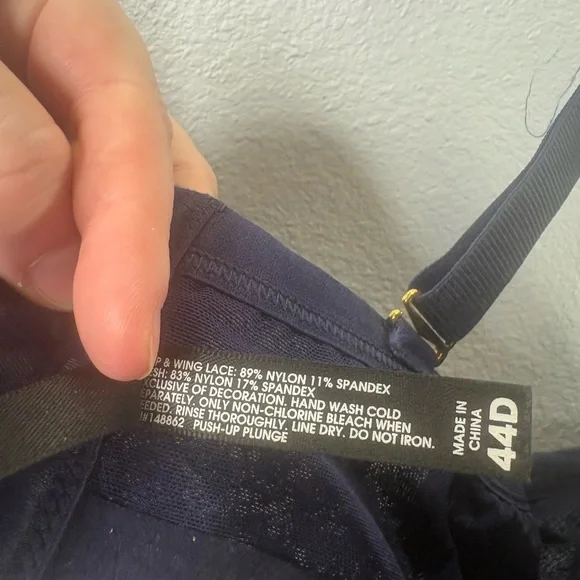 P & WING LACE: 89% NYLON 11% SPANDEX
SH: 83% NYLON 17% SPANDEX
XCLUSIVE OF DECORATION. HAND WASH COLD
EPARATELY. ONLY NON-CHLORINE BLEACH WHEN
EEDED. RINSE THOROUGHLY. LINE DRY. DO NOT IRON.
#148862 PUSH-UP PLUNGE
MADE IN
CHINA
44D